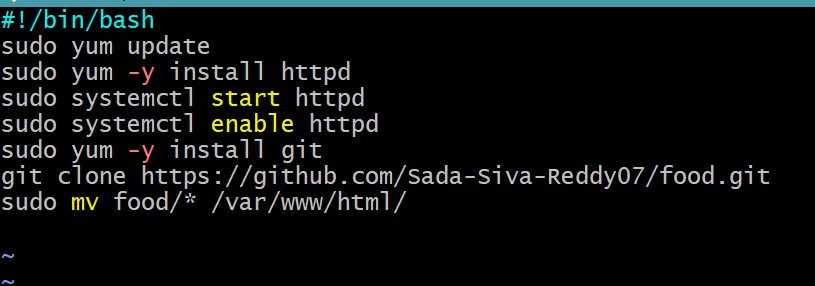 #!/bin/bash
sudo yum update
sudo yum -y install httpd
sudo systemctl start httpd
sudo systemctl enable httpd
sudo yum -y install git
git clone https://github.com/Sada-Siva-Reddy07/food.git
sudo mv food/* /var/www/html/
~
~